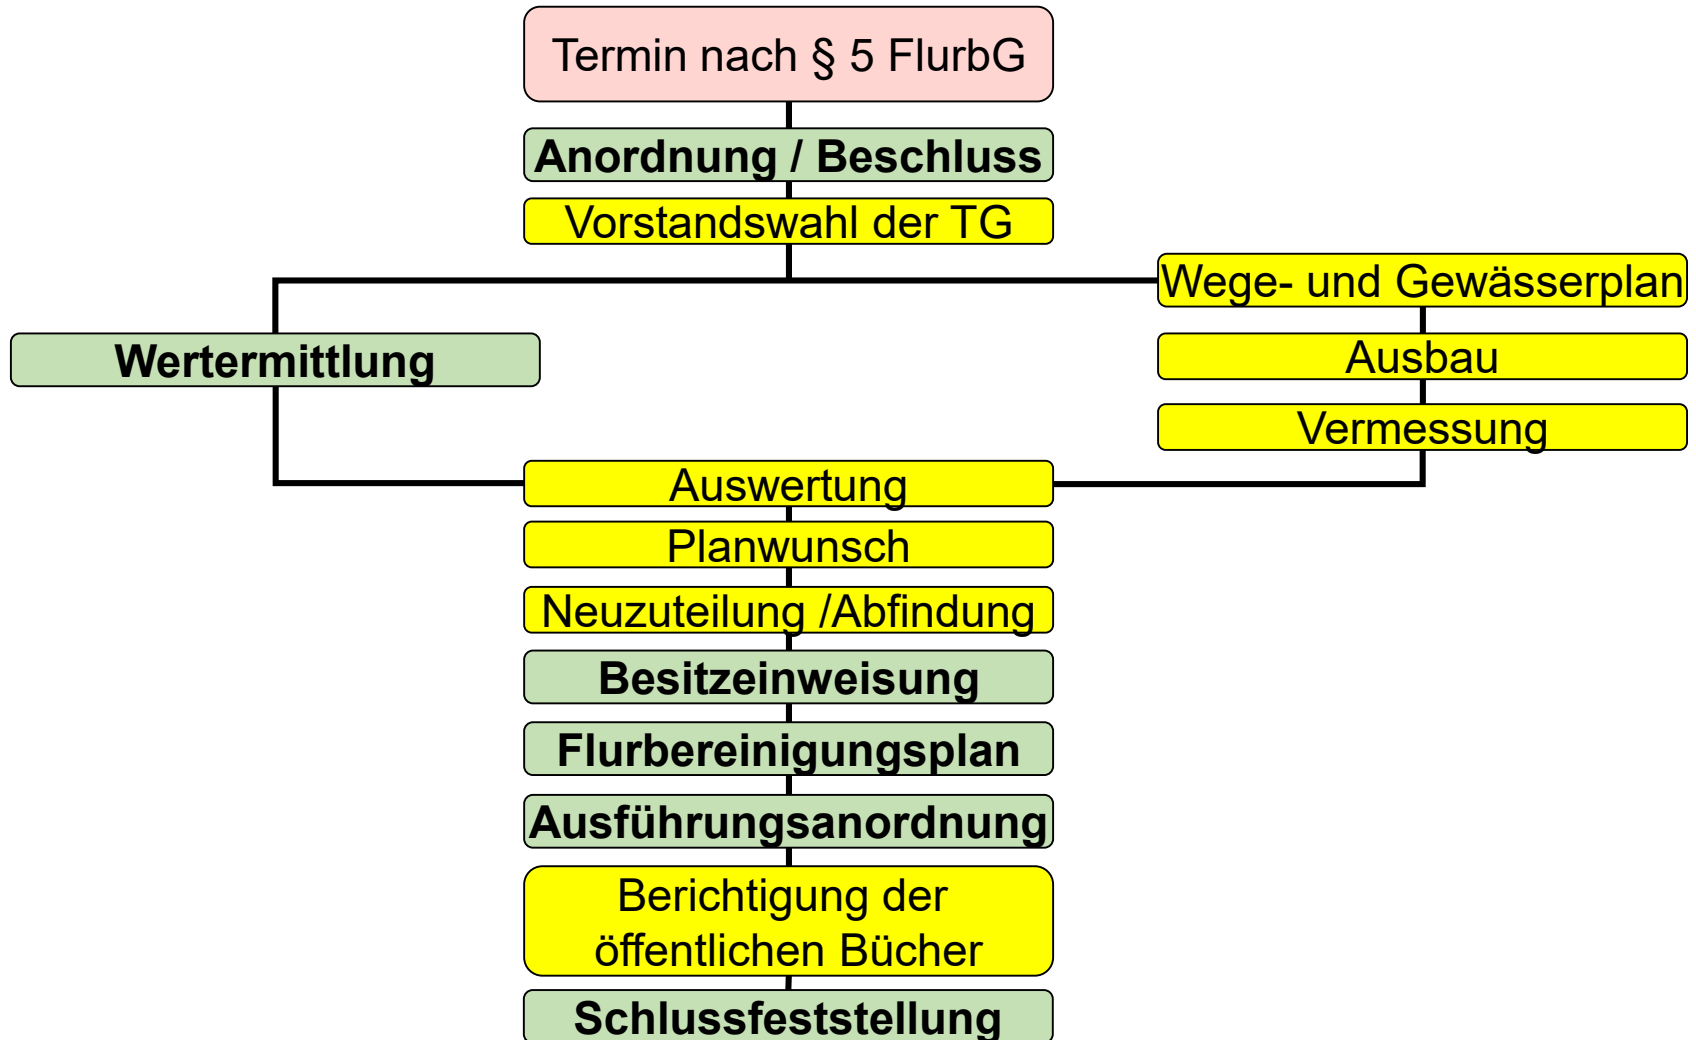 Termin nach § 5 FlurbG
Anordnung / Beschluss
Vorstandswahl der TG
Wege- und Gewässerplan
Wertermittlung
Ausbau
Vermessung
Auswertung
Planwunsch
Neuzuteilung /Abfindung
Besitzeinweisung
Flurbereinigungsplan
Ausführungsanordnung
Berichtigung der
öffentlichen Bücher
Schlussfeststellung